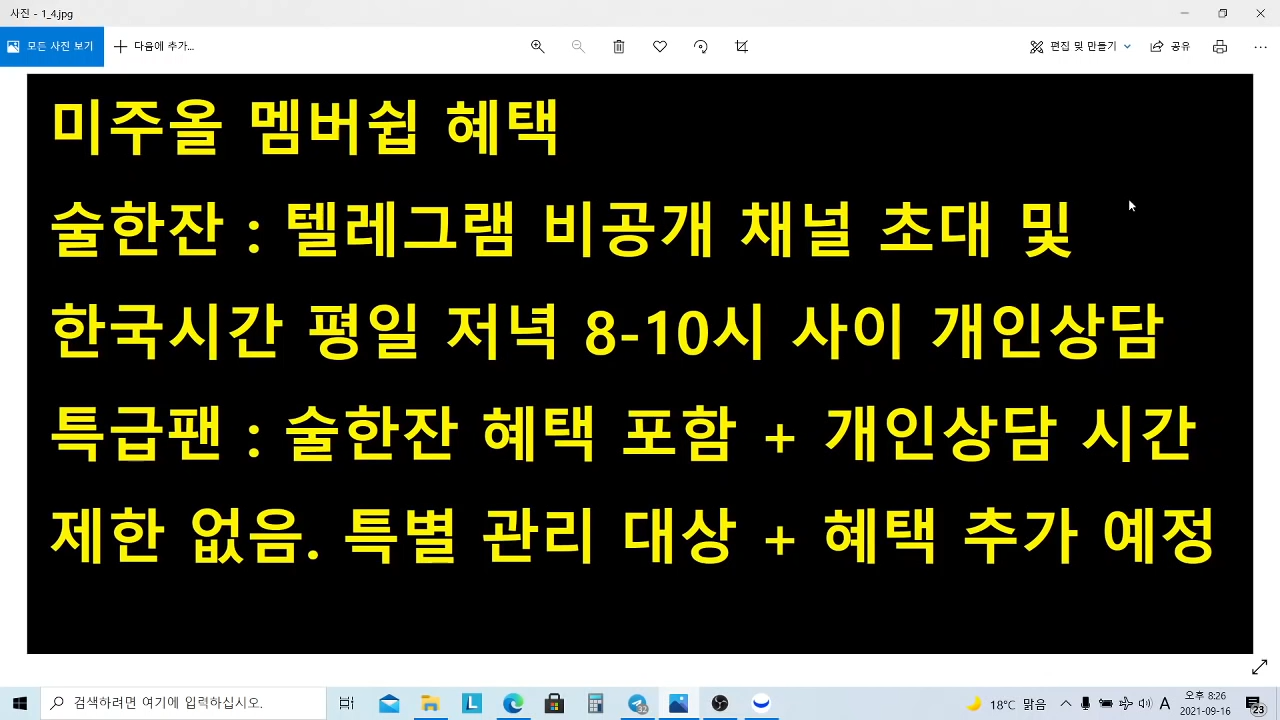 사진 - 1_4.jpg
모든 사진 보기
다음에 추가...
편집 및 만들기
공유
미주올 멤버쉽 혜택
술한잔 : 텔레그램 비공개 채널 초대 및
한국시간 평일 저녁 8-10시 사이 개인상담
특급팬 : 술한잔 혜택 포함 + 개인상담 시간
제한 없음. 특별 관리 대상 + 혜택 추가 예정
검색하려면 여기에 입력하십시오.
L
32
18°C 맑음
A
오후 8:26
2021-09-16
23